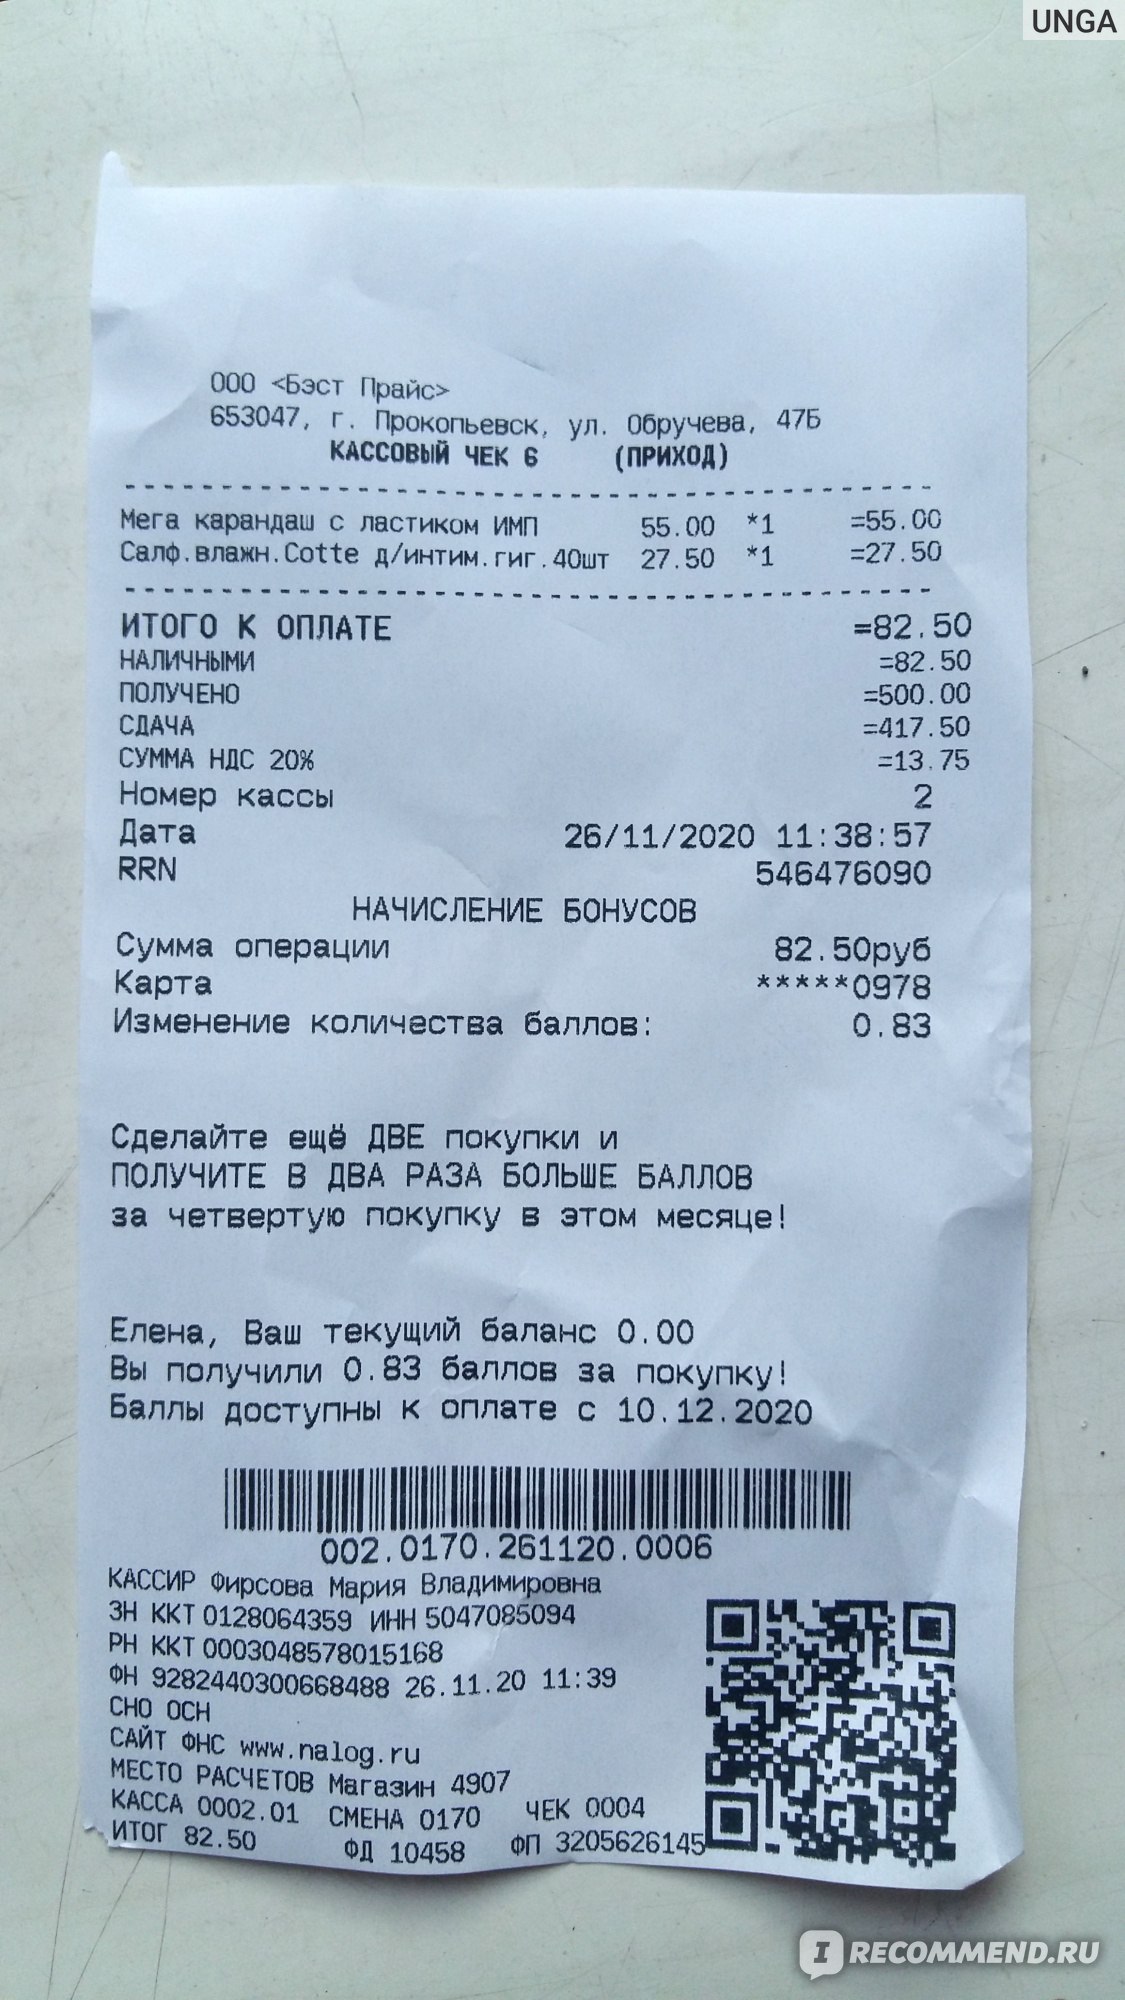 UNGA
ООО <Бэст Прайс>
653047, г. Прокопьевск, ул. Обручева, 47Б
КАССОВЫЙ ЧЕК 6 (ПРИХОД)
Мега карандаш с ластиком ИМП 55.00 *1 =55.00
Салф.влажн.Cotte д/интим.гиг.40шт 27.50 *1 =27.50
ИТОГО К ОПЛАТЕ =82.50
НАЛИЧНЫМИ =82.50
ПОЛУЧЕНО =500.00
СДАЧА =417.50
СУММА НДС 20% =13.75
Номер кассы 2
Дата 26/11/2020 11:38:57
RRN 546476090
НАЧИСЛЕНИЕ БОНУСОВ
Сумма операции 82.50руб
Карта *****0978
Изменение количества баллов: 0.83
Сделайте ещё ДВЕ покупки и
ПОЛУЧИТЕ В ДВА РАЗА БОЛЬШЕ БАЛЛОВ
за четвертую покупку в этом месяце!
Елена, Ваш текущий баланс 0.00
Вы получили 0.83 баллов за покупку!
Баллы доступны к оплате с 10.12.2020
002.0170.261120.0006
КАССИР Фирсова Мария Владимировна
ЗН ККТ 0128064359 ИНН 5047085094
РН ККТ 0003048578015168
ФН 9282440300668488 26.11.20 11:39
СНО ОСН
САЙТ ФНС www.nalog.ru
МЕСТО РАСЧЕТОВ Магазин 4907
КАССА 0002.01 СМЕНА 0170 ЧЕК 0004
ИТОГ 82.50 ФД 10458 ФП 3205626145
I RECOMMEND.RU